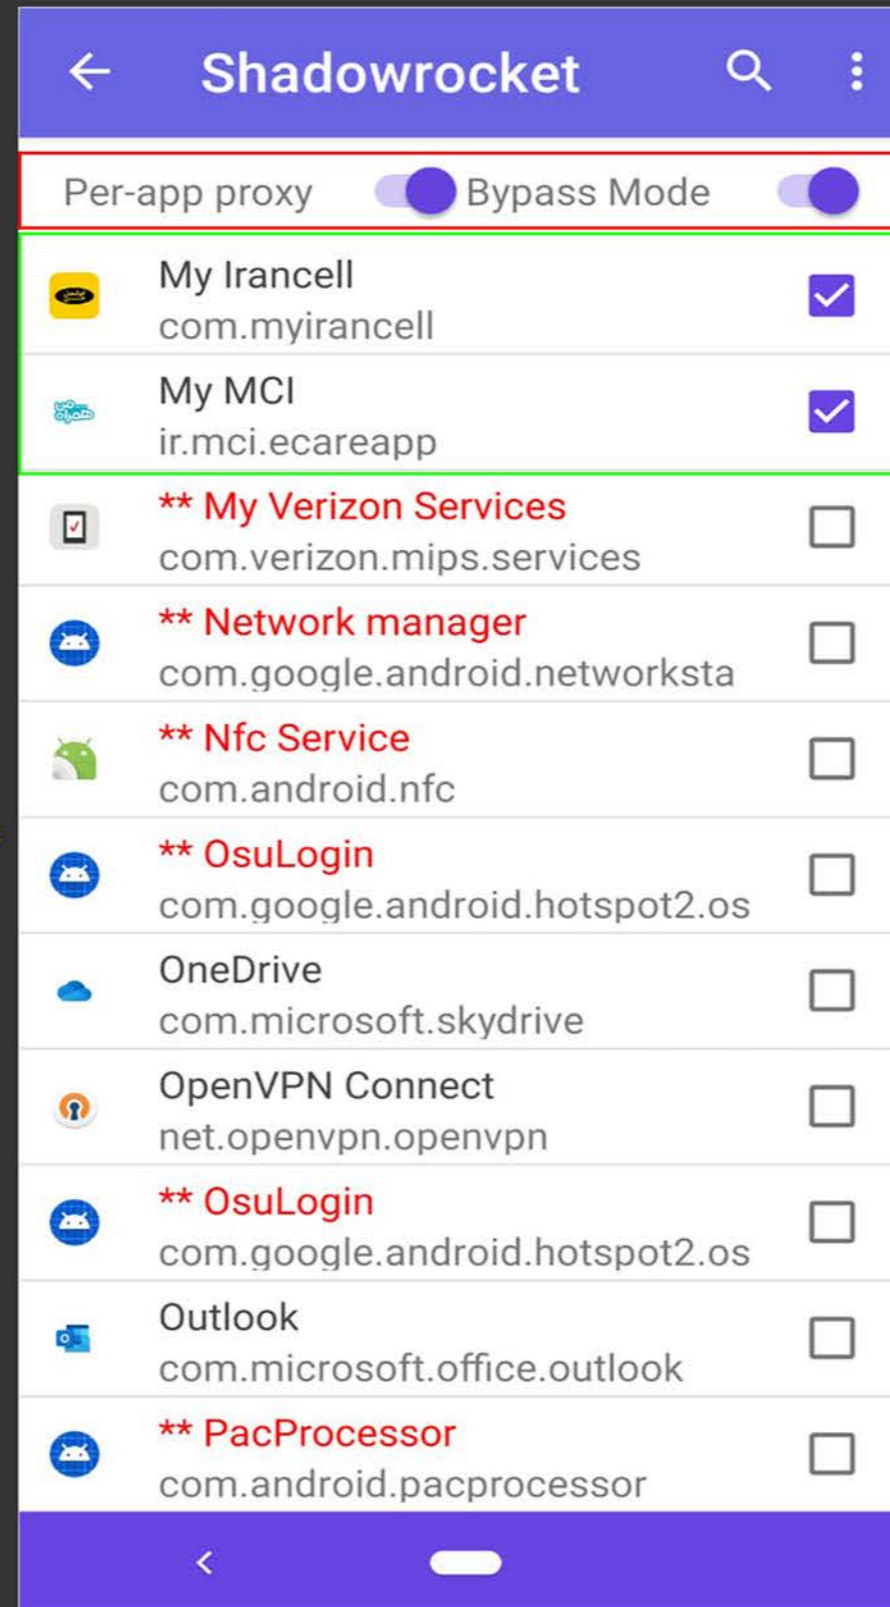 Shadowrocket
Per-app proxy Bypass Mode
My Irancell
com.myirancell
My MCI
ir.mci.ecareapp
** My Verizon Services
com.verizon.mips.services
** Network manager
com.google.android.networksta
** Nfc Service
com.android.nfc
** OsuLogin
com.google.android.hotspot2.os
OneDrive
com.microsoft.skydrive
OpenVPN Connect
net.openvpn.openvpn
** OsuLogin
com.google.android.hotspot2.os
Outlook
com.microsoft.office.outlook
** PacProcessor
com.android.pacprocessor